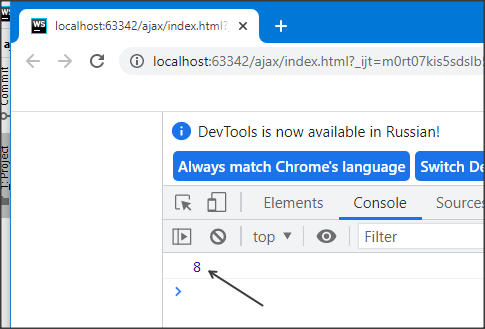 WS
localhost:63342/ajax/index.html?_
localhost:63342/ajax/index.html?_ijt=m0rt07kis5sdslb
Commit
1: Project
DevTools is now available in Russian!
Always match Chrome's language
Switch De
Elements
Console
Sources
top
Filter
8